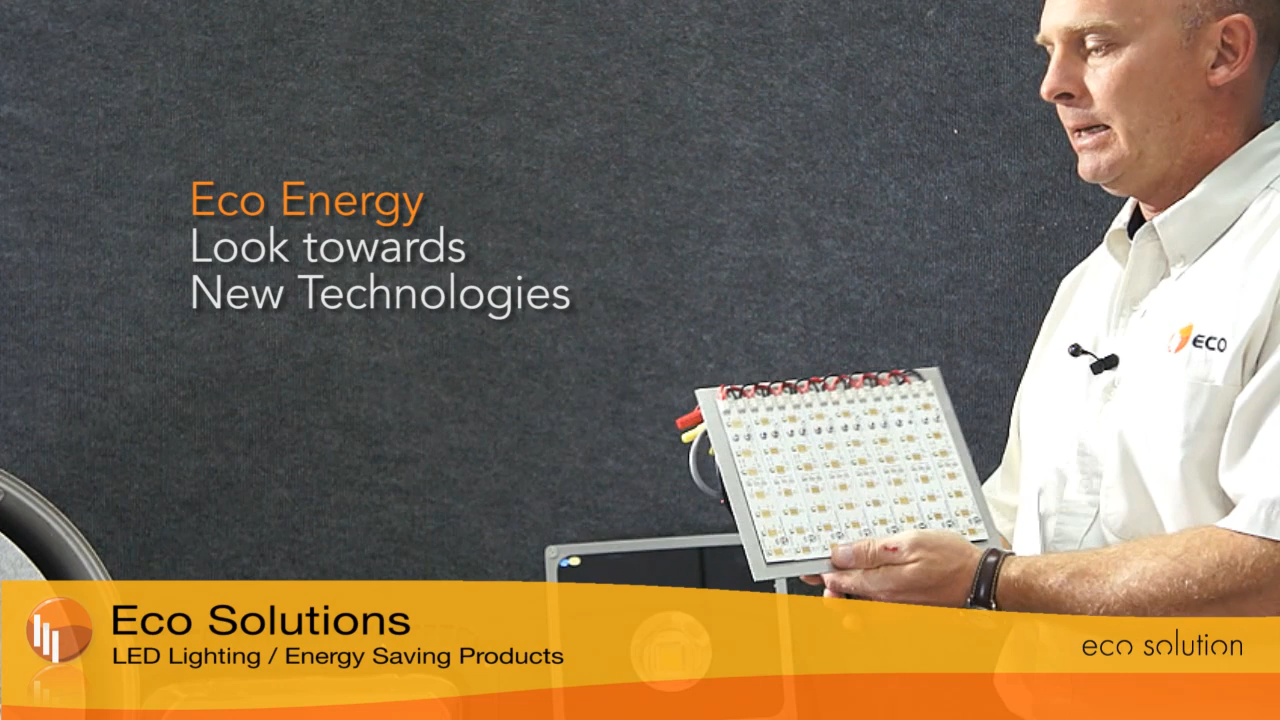 Eco Energy
Look towards
New Technologies
ECO
Eco Solutions
LED Lighting / Energy Saving Products
eco solution